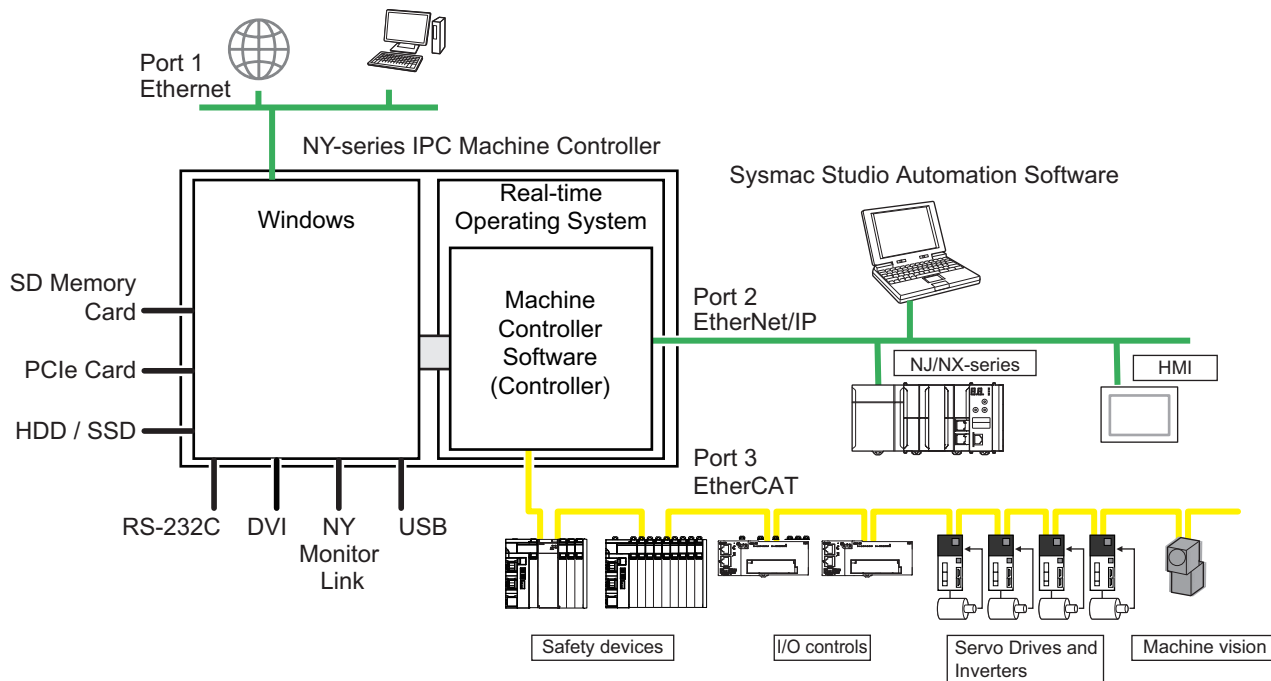 Port 1
Ethernet
NY-series IPC Machine Controller
Sysmac Studio Automation Software
Windows
Real-time
Operating System
SD Memory
Card
PCIe Card
HDD / SSD
Machine
Controller
Software
(Controller)
Port 2
EtherNet/IP
NJ/NX-series
HMI
Port 3
EtherCAT
RS-232C
DVI
NY
Monitor
Link
USB
Safety devices
I/O controls
Servo Drives and
Inverters
Machine vision